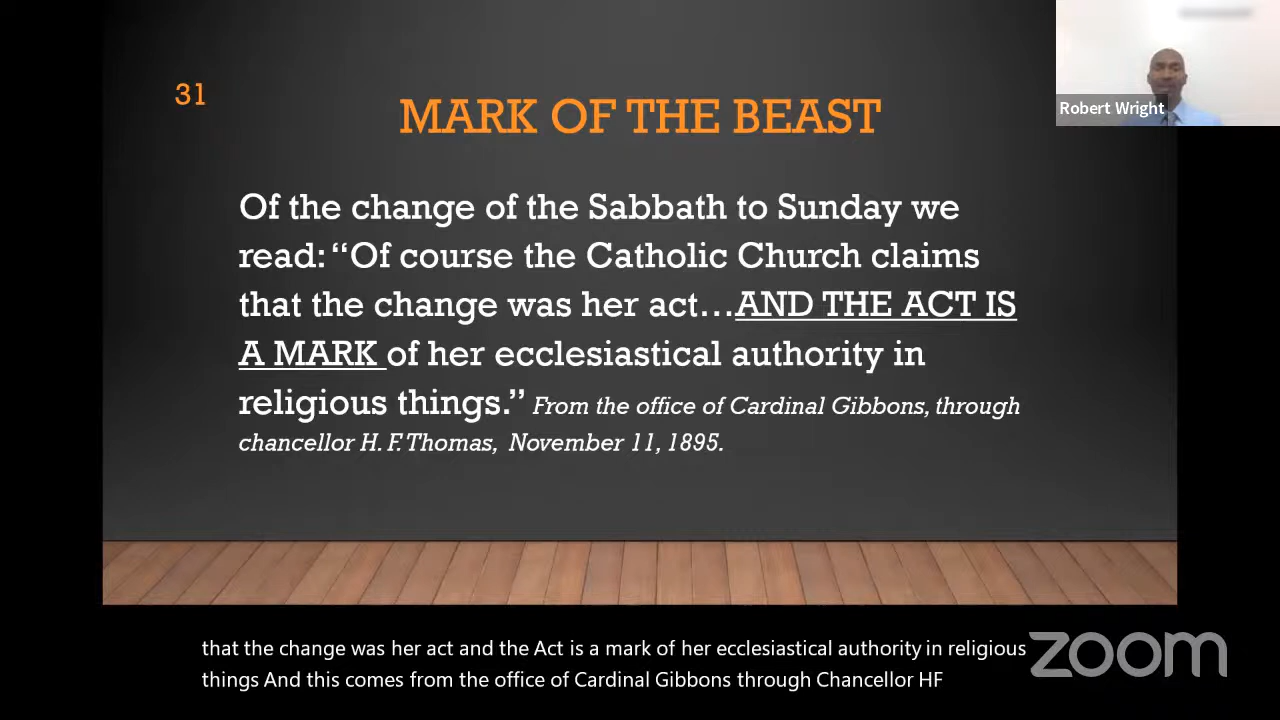 31
MARK OF THE BEAST
Robert Wright
Of the change of the Sabbath to Sunday we
read: “Of course the Catholic Church claims
that the change was her act…AND THE ACT IS
A MARK of her ecclesiastical authority in
religious things.” From the office of Cardinal Gibbons, through
chancellor H. F. Thomas, November 11, 1895.
that the change was her act and the Act is a mark of her ecclesiastical authority in religious
things And this comes from the office of Cardinal Gibbons through Chancellor HF
zoom